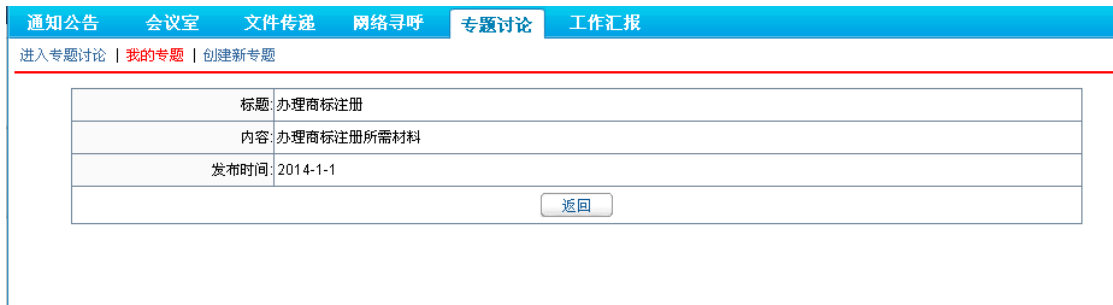 通知公告 会议室 文件传递 网络寻呼 专题讨论 工作汇报
进入专题讨论 | 我的专题 | 创建新专题
标题: 办理商标注册
内容: 办理商标注册所需材料
发布时间: 2014-1-1
返回